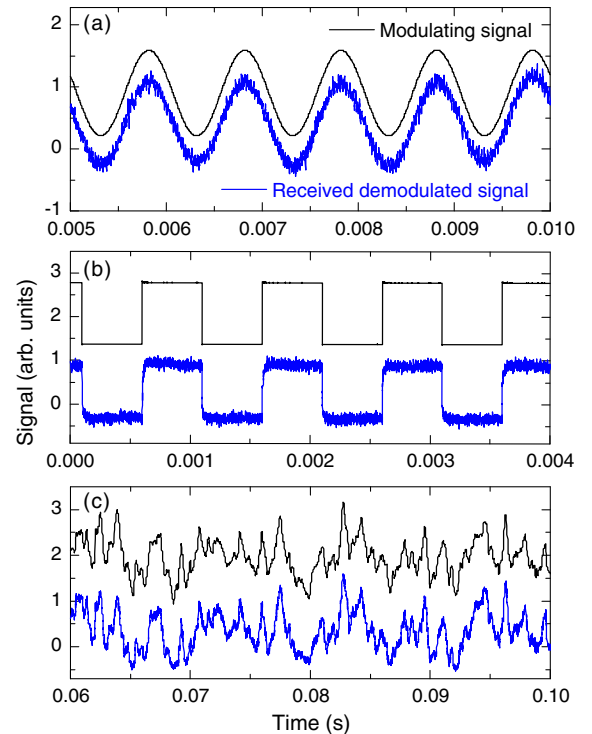 (a)
Modulating signal
2
1
0
-1
Received demodulated signal
0.005 0.006 0.007 0.008 0.009 0.010
(b)
3
2
1
0
0.000 0.001 0.002 0.003 0.004
Signal (arb. units)
(c)
3
2
1
0
0.06 0.07 0.08 0.09 0.10
Time (s)